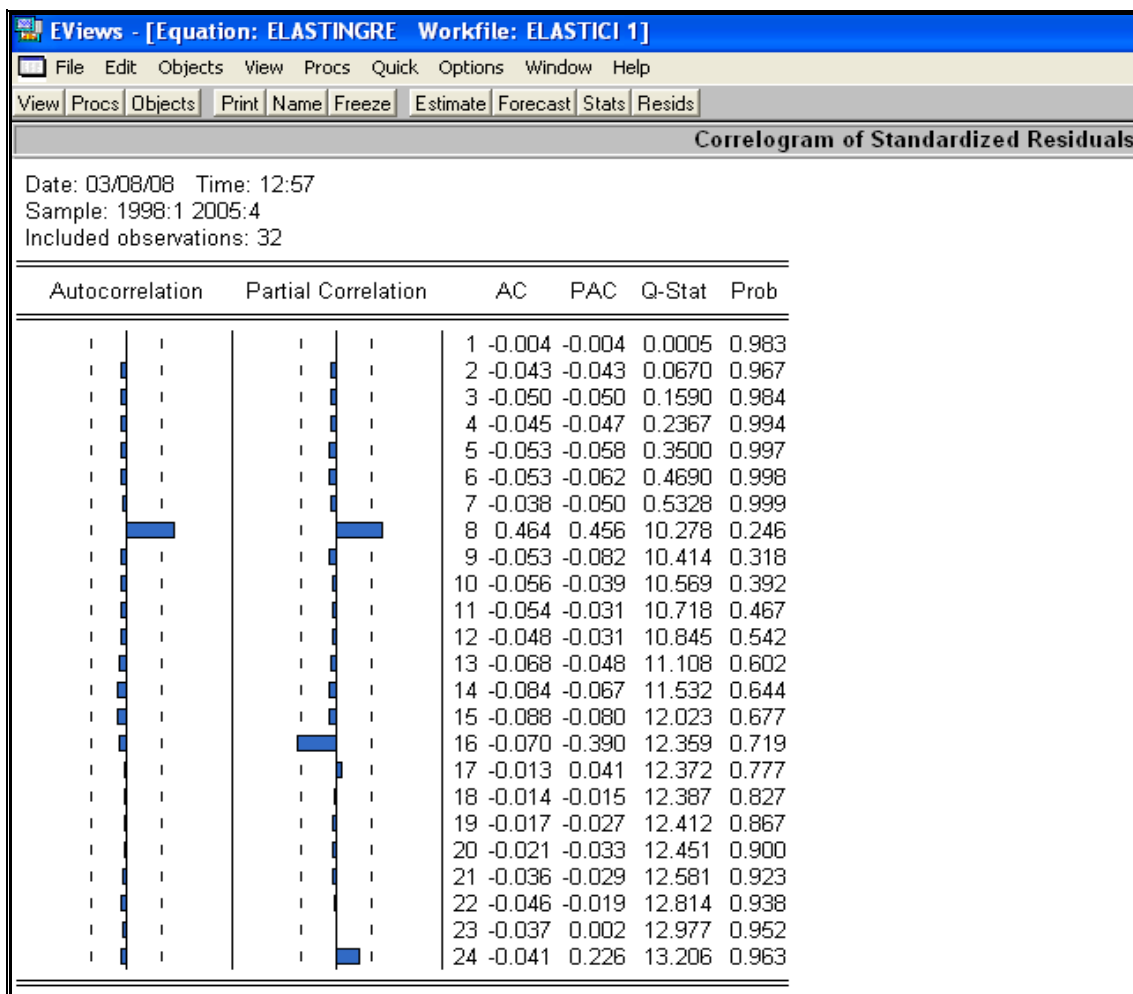 EViews - [Equation: ELASTINGRE Workfile: ELASTICI 1]
File Edit Objects View Procs Quick Options Window Help
View Procs Objects Print Name Freeze Estimate Forecast Stats Resids
Correlogram of Standardized Residuals
Date: 03/08/08 Time: 12:57
Sample: 1998:1 2005:4
Included observations: 32
Autocorrelation Partial Correlation AC PAC Q-Stat Prob
1 -0.004 -0.004 0.0005 0.983
2 -0.043 -0.043 0.0670 0.967
3 -0.050 -0.050 0.1590 0.984
4 -0.045 -0.047 0.2367 0.994
5 -0.053 -0.058 0.3500 0.997
6 -0.053 -0.062 0.4690 0.998
7 -0.038 -0.050 0.5328 0.999
8 0.464 0.456 10.278 0.246
9 -0.053 -0.082 10.414 0.318
10 -0.056 -0.039 10.569 0.392
11 -0.054 -0.031 10.718 0.467
12 -0.048 -0.031 10.845 0.542
13 -0.068 -0.048 11.108 0.602
14 -0.084 -0.067 11.532 0.644
15 -0.088 -0.080 12.023 0.677
16 -0.070 -0.390 12.359 0.719
17 -0.013 0.041 12.372 0.777
18 -0.014 -0.015 12.387 0.827
19 -0.017 -0.027 12.412 0.867
20 -0.021 -0.033 12.451 0.900
21 -0.036 -0.029 12.581 0.923
22 -0.046 -0.019 12.814 0.938
23 -0.037 0.002 12.977 0.952
24 -0.041 0.226 13.206 0.963